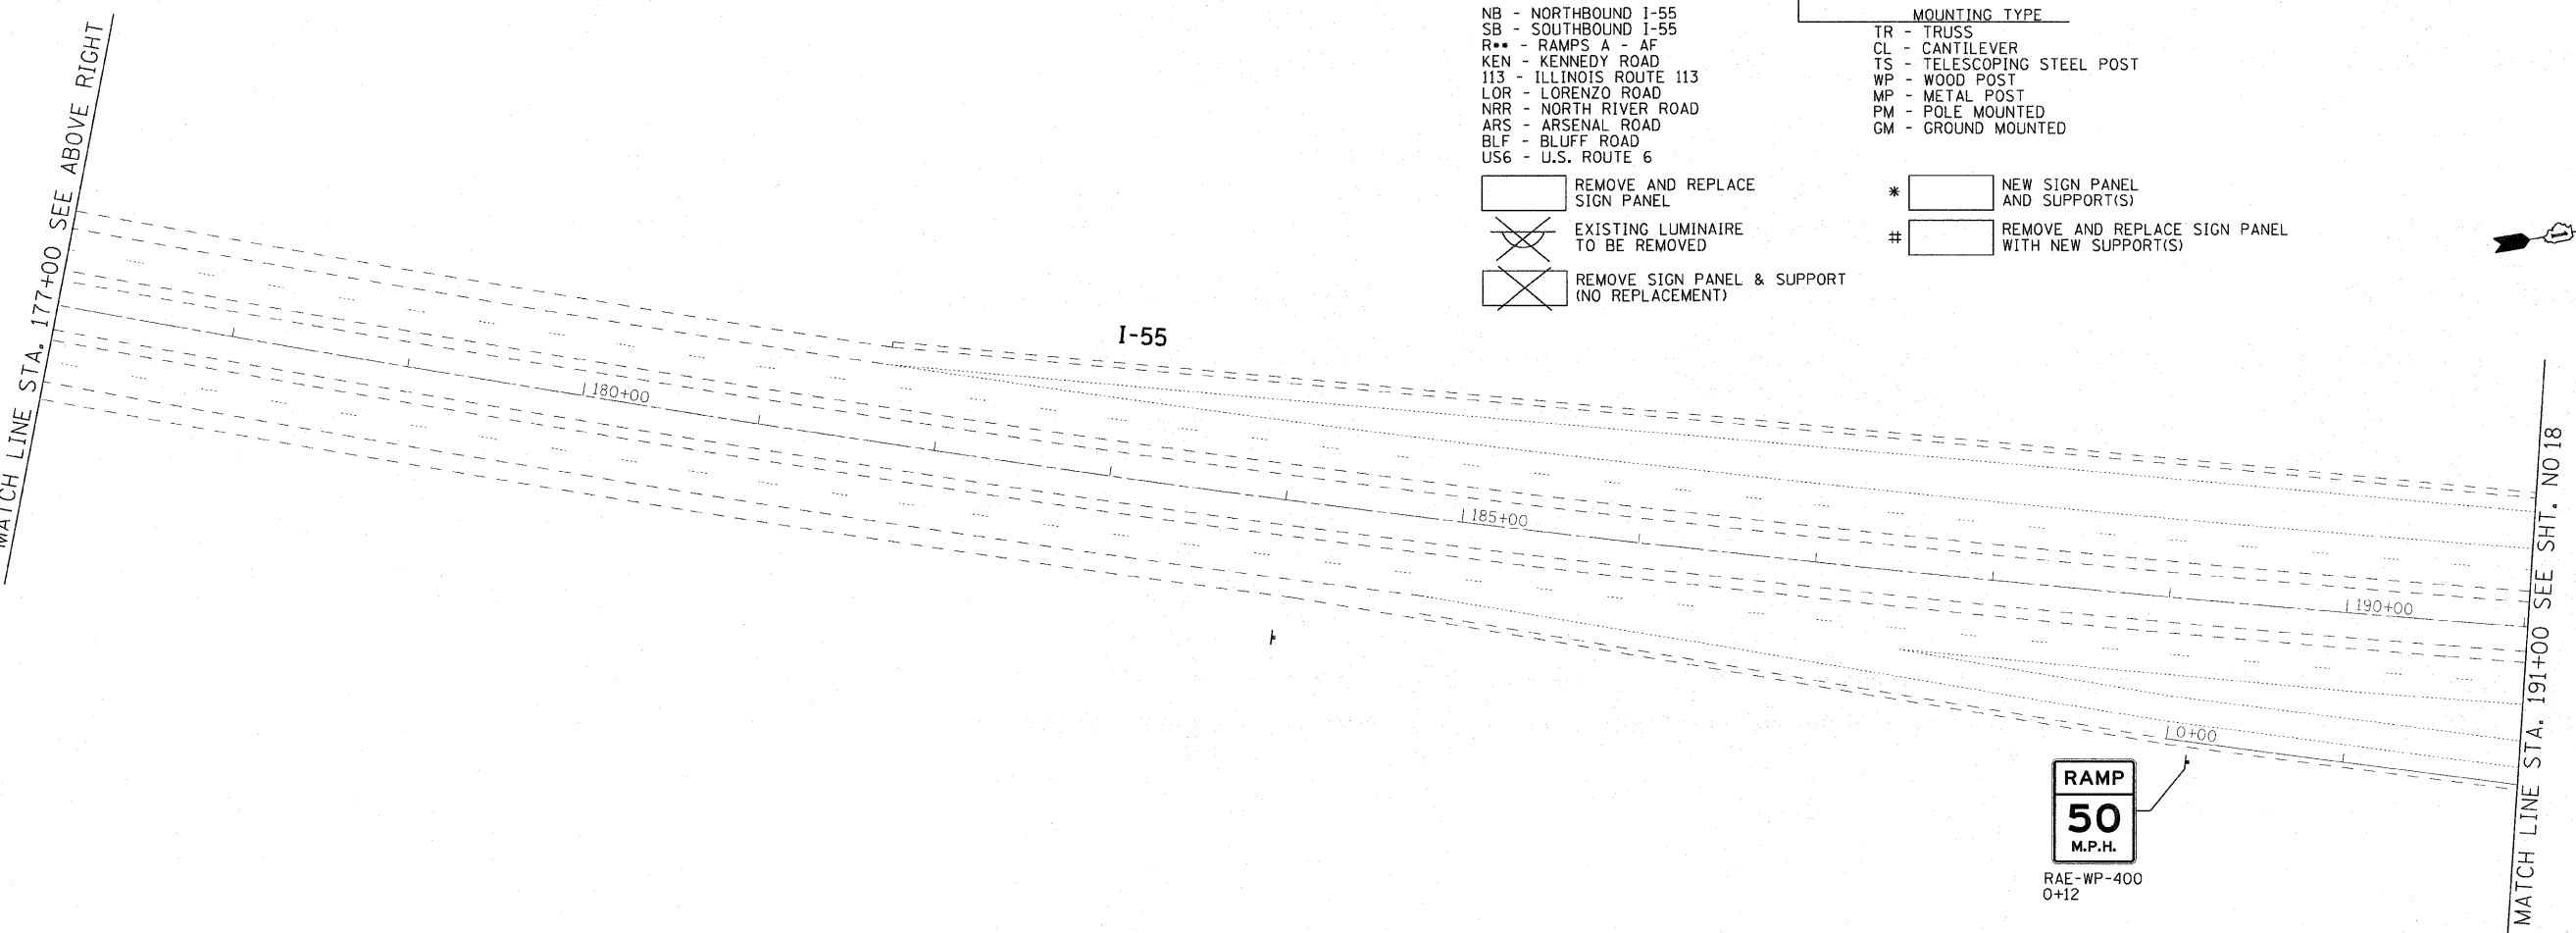 NB - NORTHBOUND I-55
SB - SOUTHBOUND I-55
R** - RAMPS A - AF
KEN - KENNEDY ROAD
113 - ILLINOIS ROUTE 113
LOR - LORENZO ROAD
NRR - NORTH RIVER ROAD
ARS - ARSENAL ROAD
BLF - BLUFF ROAD
US6 - U.S. ROUTE 6
MOUNTING TYPE
TR - TRUSS
CL - CANTILEVER
TS - TELESCOPING STEEL POST
WP - WOOD POST
MP - METAL POST
PM - POLE MOUNTED
GM - GROUND MOUNTED
REMOVE AND REPLACE
SIGN PANEL
EXISTING LUMINAIRE
TO BE REMOVED
REMOVE SIGN PANEL & SUPPORT
(NO REPLACEMENT)
*
NEW SIGN PANEL
AND SUPPORT(S)
#
REMOVE AND REPLACE SIGN PANEL
WITH NEW SUPPORT(S)
MATCH LINE STA. 177+00 SEE ABOVE RIGHT
I-55
180+00
185+00
190+00
0+00
MATCH LINE STA. 191+00 SEE SHT. NO 18
RAMP
50
M.P.H.
RAE-WP-400
0+12